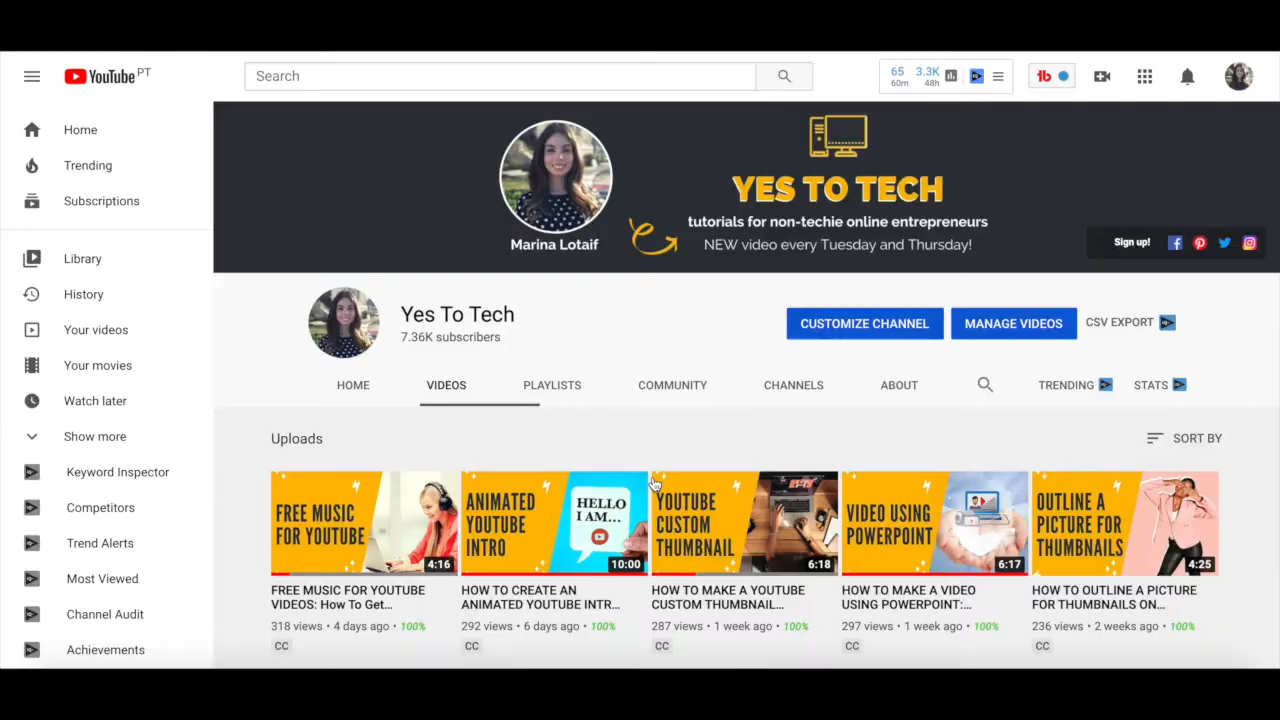 YouTube PT
Search
65 60m
3.3K 48h
Home
Trending
Subscriptions
Library
History
Your videos
Your movies
Watch later
Show more
Keyword Inspector
Competitors
Trend Alerts
Most Viewed
Channel Audit
Achievements
Marina Lotaif
YES TO TECH
tutorials for non-techie online entrepreneurs
NEW video every Tuesday and Thursday!
Sign up!
Yes To Tech
7.36K subscribers
CUSTOMIZE CHANNEL
MANAGE VIDEOS
CSV EXPORT
HOME VIDEOS PLAYLISTS COMMUNITY CHANNELS ABOUT TRENDING STATS
Uploads
SORT BY
FREE MUSIC
FOR YOUTUBE
4:16
FREE MUSIC FOR YOUTUBE
VIDEOS: How To Get...
318 views • 4 days ago • 100%
CC
ANIMATED
YOUTUBE
INTRO
HELLO
I AM...
10:00
HOW TO CREATE AN
ANIMATED YOUTUBE INTR...
292 views • 6 days ago • 100%
CC
YOUTUBE
CUSTOM
THUMBNAIL
6:18
HOW TO MAKE A YOUTUBE
CUSTOM THUMBNAIL...
287 views • 1 week ago • 100%
CC
VIDEO USING
POWERPOINT
6:17
HOW TO MAKE A VIDEO
USING POWERPOINT:...
297 views • 1 week ago • 100%
CC
OUTLINE A
PICTURE FOR
THUMBNAILS
4:25
HOW TO OUTLINE A PICTURE
FOR THUMBNAILS ON...
236 views • 2 weeks ago • 100%
CC